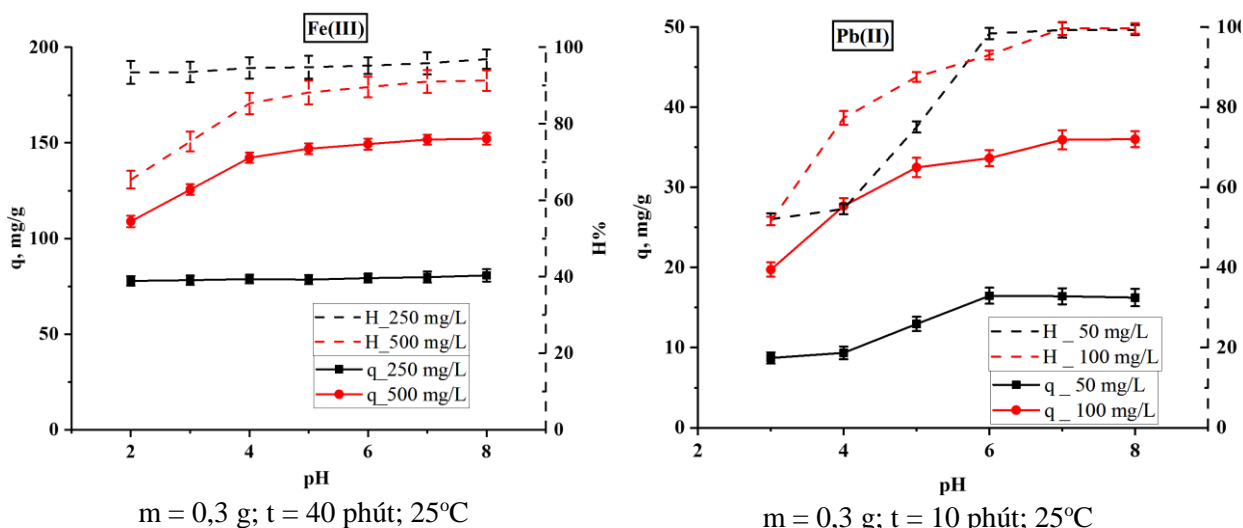 Fe(III)
200
150
100
50
0
q, mg/g
100
80
60
40
20
0
H%
H_250 mg/L
H_500 mg/L
q_250 mg/L
q_500 mg/L
2 4 6 8
pH
m = 0,3 g; t = 40 phút; 25°C
Pb(II)
50
40
30
20
10
0
q, mg/g
100
80
60
40
20
0
H _ 50 mg/L
H _ 100 mg/L
q _ 50 mg/L
q _ 100 mg/L
2 4 6 8
pH
m = 0,3 g; t = 10 phút; 25°C